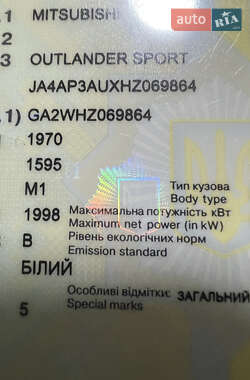 AUTO RIA
.1 MITSUBISHI
2
3 OUTLANDER SPORT
JA4AP3AUXHZ069864
.1) GA2WHZ069864
1970
1595
M1 Тип кузова
Body type
1998 Максимальна потужність кВт
Maximum net power (in kW)
3 B Рівень екологічних норм
Emission standard
БІЛИЙ
Особливі відмітки: ЗАГАЛЬНИЙ
5 Special marks